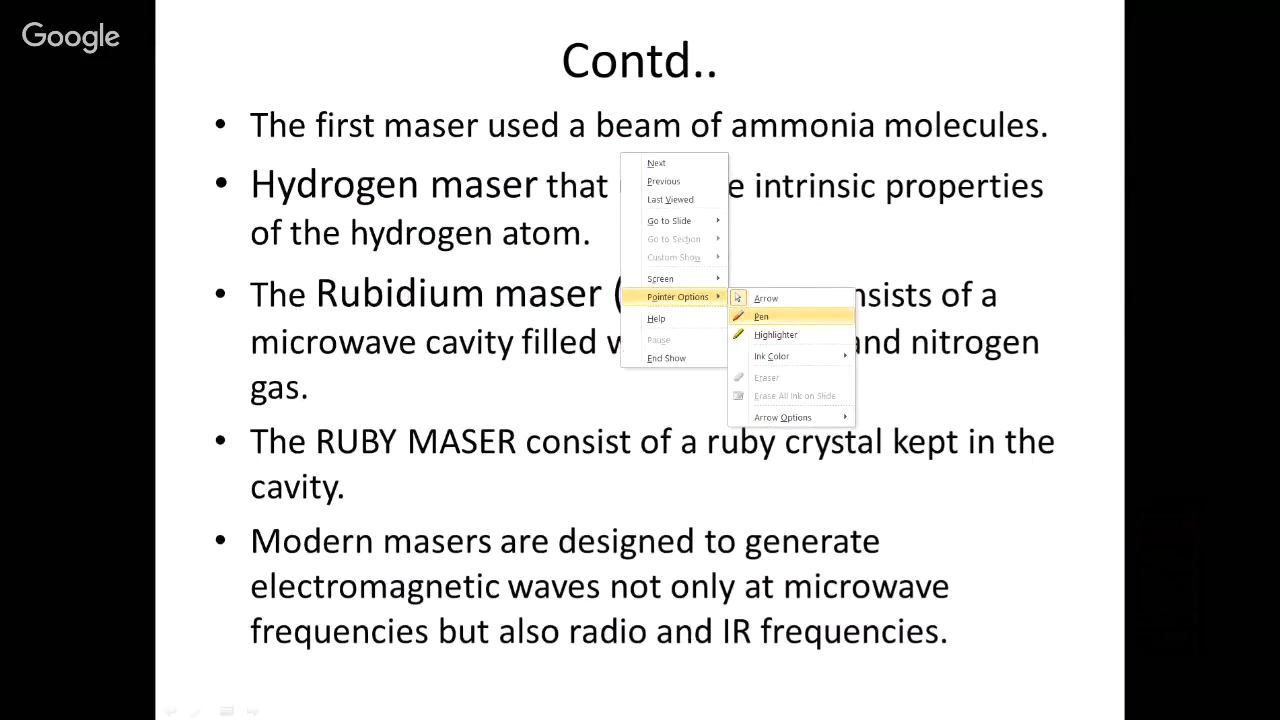 Google
Contd..
• The first maser used a beam of ammonia molecules.
• Hydrogen maser that intrinsic properties
of the hydrogen atom.
• The Rubidium maser ( of a
microwave cavity filled and nitrogen
gas.
• The RUBY MASER consist of a ruby crystal kept in the
cavity.
• Modern masers are designed to generate
electromagnetic waves not only at microwave
frequencies but also radio and IR frequencies.
Next
Previous
Last Viewed
Go to Slide
Go to Section
Custom Show
Screen
Pointer Options
Help
Pause
End Show
Arrow
Pen
Highlighter
Ink Color
Eraser
Erase All Ink on Slide
Arrow Options